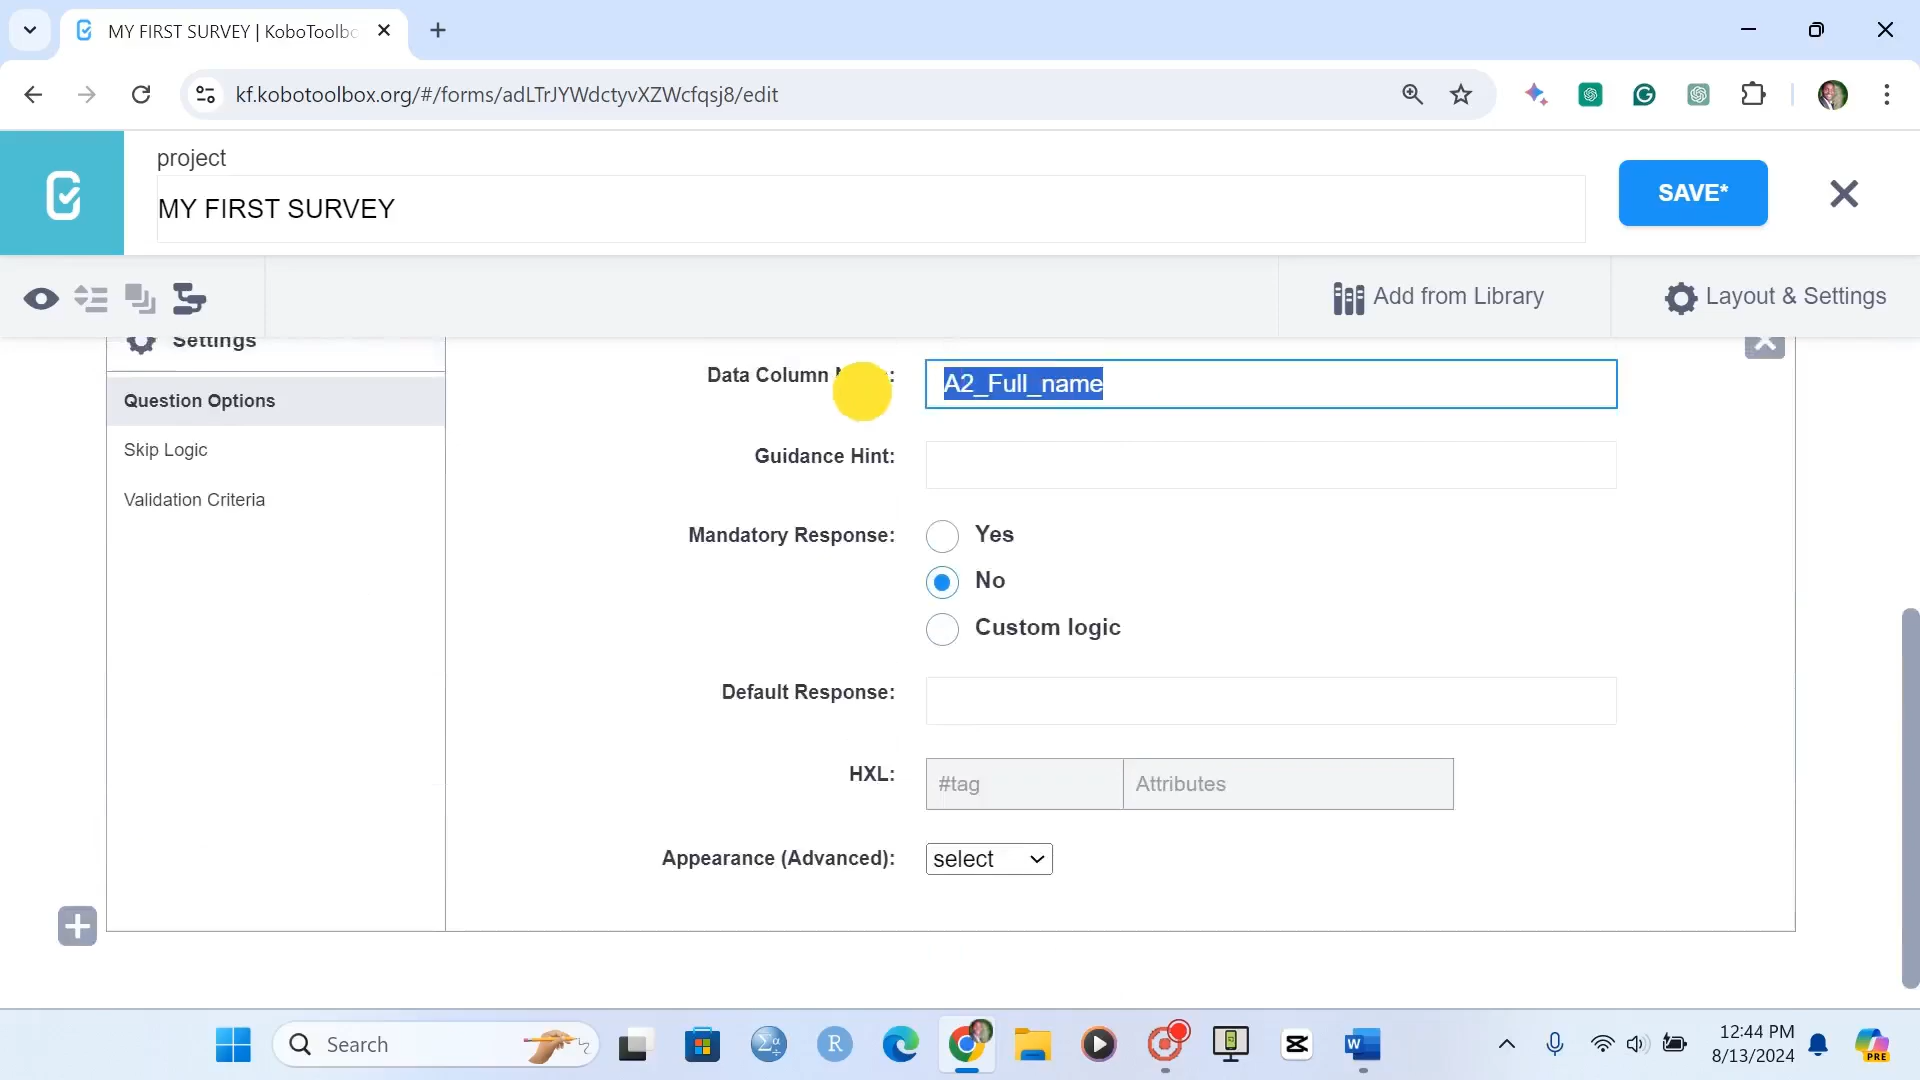 MY FIRST SURVEY | KoboToolbo
kf.kobotoolbox.org/#/forms/adLTrJYWdctyvXZWcfqsj8/edit
project
MY FIRST SURVEY
SAVE*
Add from Library
Layout & Settings
Settings
Data Column
:
A2_Full_name
Question Options
Skip Logic
Validation Criteria
Guidance Hint:
Mandatory Response:
Yes
No
Custom logic
Default Response:
HXL:
#tag
Attributes
Appearance (Advanced):
select
Search
12:44 PM
8/13/2024
PRE